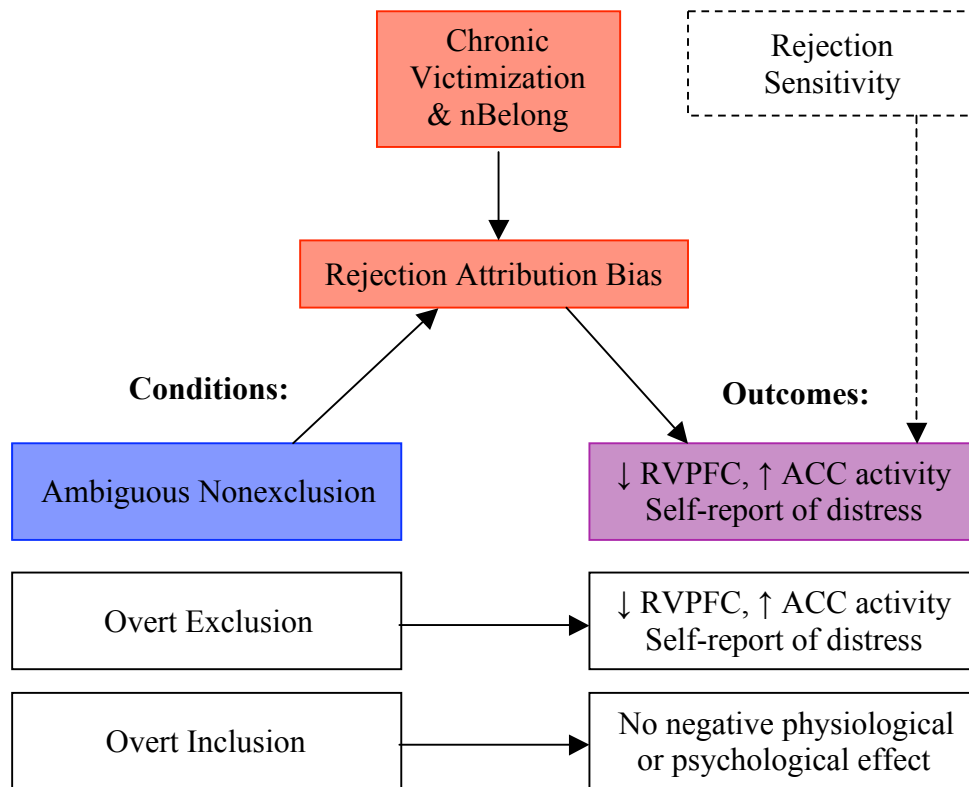 Chronic
Victimization
& nBelong
Rejection
Sensitivity
Rejection Attribution Bias
Conditions:
Outcomes:
Ambiguous Nonexclusion
↓ RVPFC, ↑ ACC activity
Self-report of distress
Overt Exclusion
↓ RVPFC, ↑ ACC activity
Self-report of distress
Overt Inclusion
No negative physiological
or psychological effect